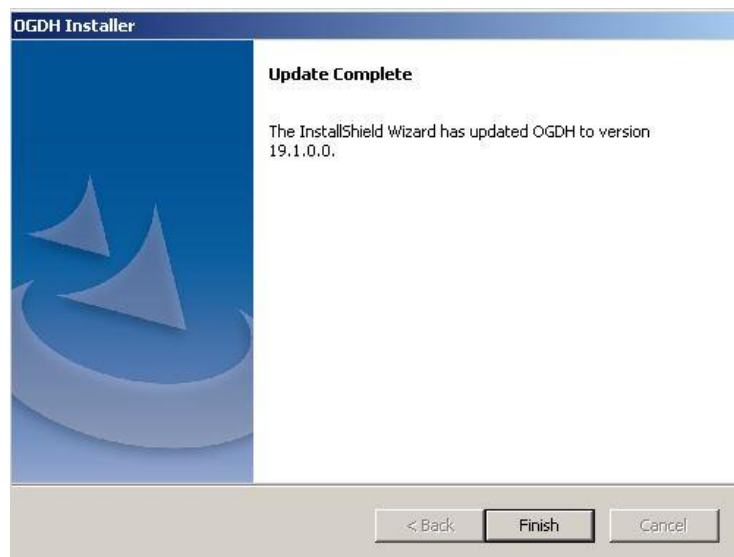 OGDH Installer
Update Complete
The InstallShield Wizard has updated OGDH to version
19.1.0.0.
< Back
Finish
Cancel